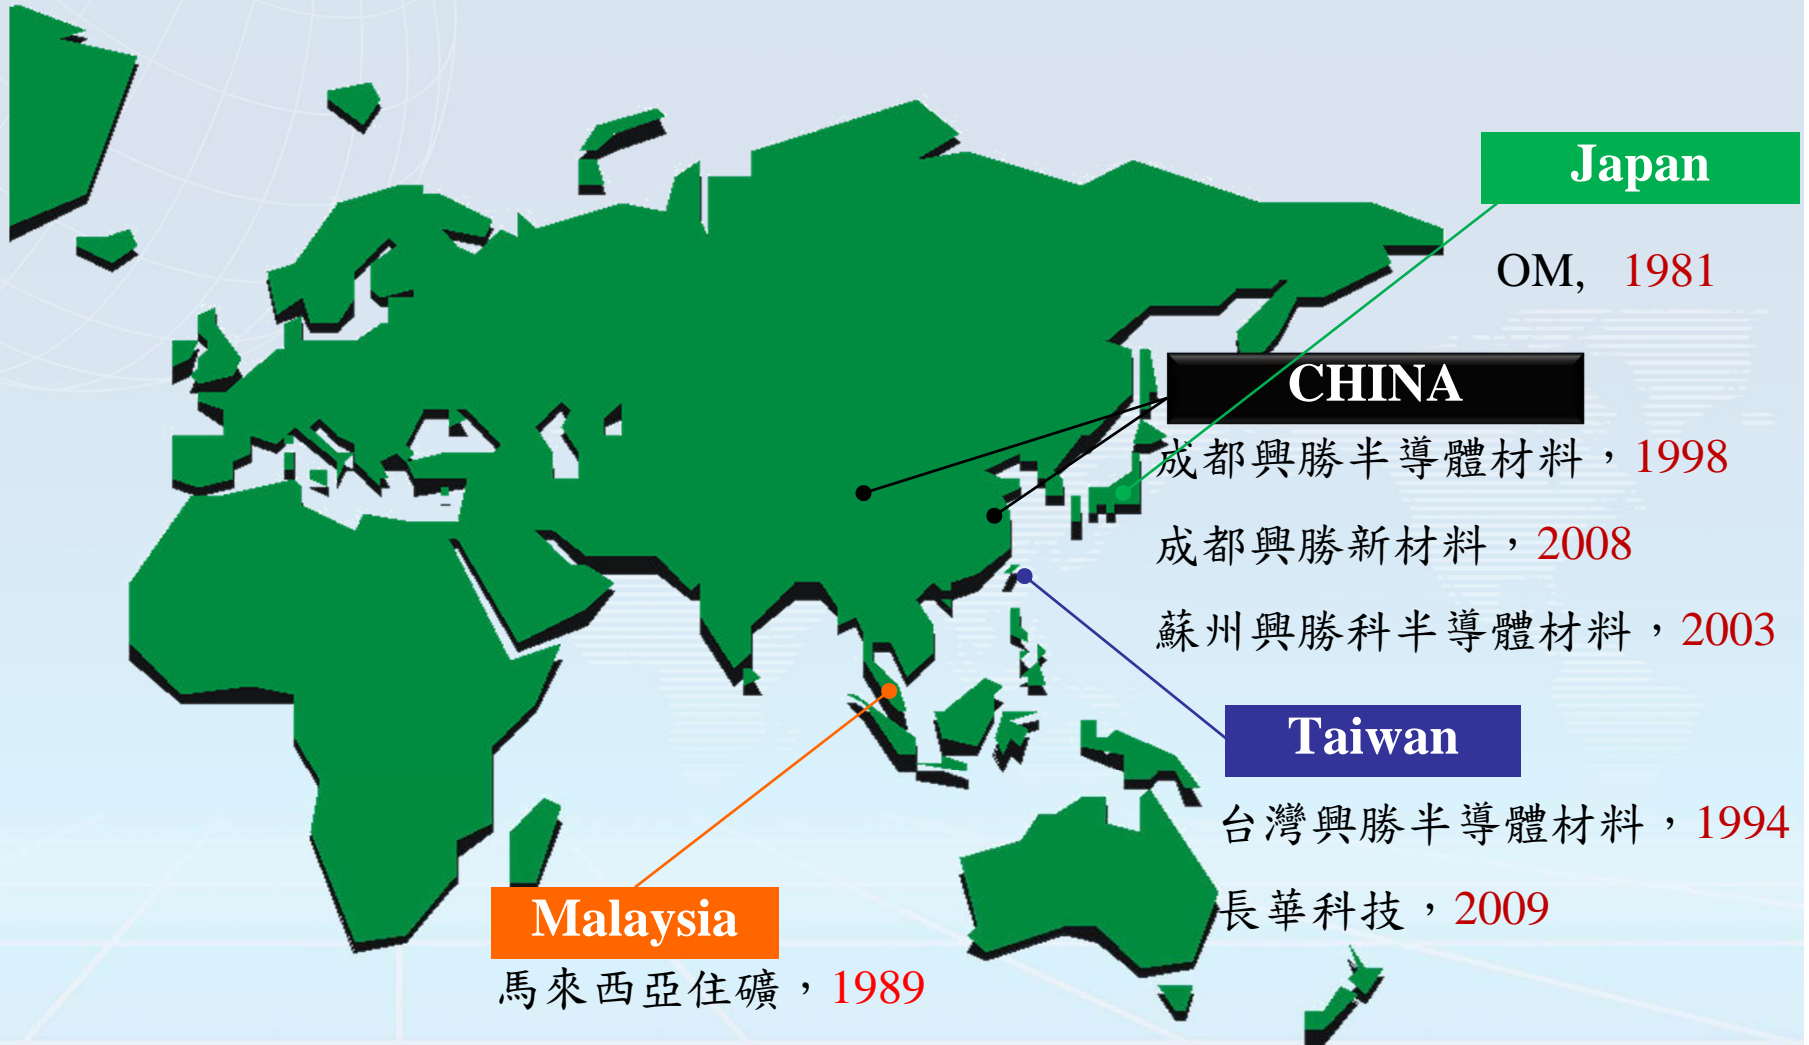 Japan
OM, 1981
CHINA
成都興勝半導體材料，1998
成都興勝新材料，2008
蘇州興勝科半導體材料，2003
Taiwan
台灣興勝半導體材料，1994
長華科技，2009
Malaysia
馬來西亞住礦，1989